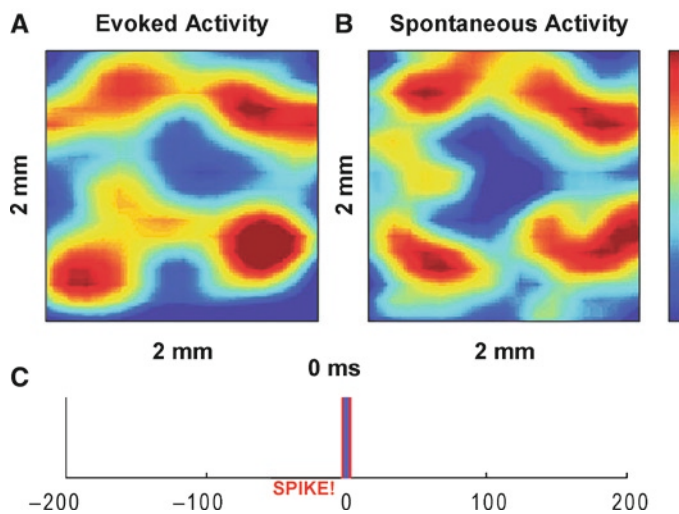 A Evoked Activity
B Spontaneous Activity
2 mm
2 mm
2 mm
2 mm
C
0 ms
SPIKE!
−200 −100 0 100 200